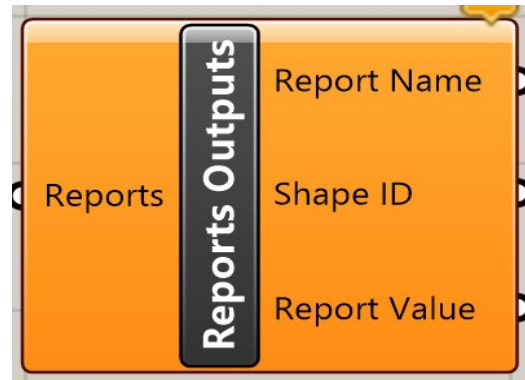 Reports
Reports Outputs
Report Name
Shape ID
Report Value